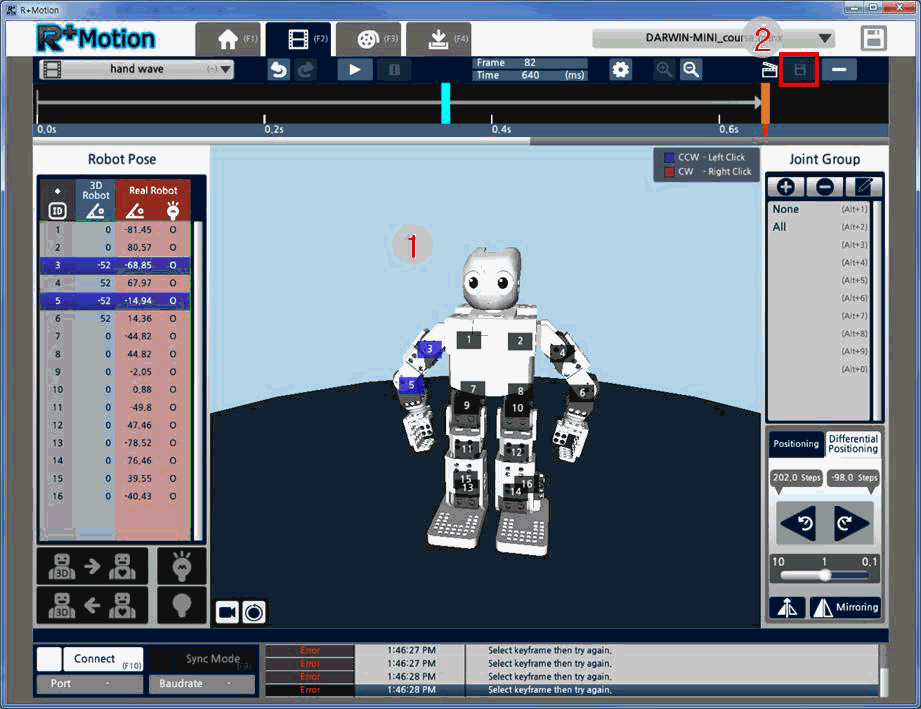 R+Motion
R+Motion
(F1)
(F2)
(F3)
(F4)
DARWIN-MINI_cours
2
hand wave
(-)
Frame 82
Time 640 (ms)
0,0s
0,2s
0,4s
0,6s
Robot Pose
3D Robot
Real Robot
ID
1 0 -81,45 O
2 0 80,57 O
3 -52 -68,85 O
4 52 67,97 O
5 -52 -14,94 O
6 52 14,36 O
7 0 -44,82 O
8 0 44,82 O
9 0 -2,05 O
10 0 0,88 O
11 0 -49,8 O
12 0 47,46 O
13 0 -78,52 O
14 0 76,46 O
15 0 39,55 O
16 0 -40,43 O
3D
3D
CCW - Left Click
CW - Right Click
1
1
2
3
4
5
6
7
8
9
10
11
12
15
16
13
14
Joint Group
None (Alt+1)
All (Alt+2)
(Alt+3)
(Alt+4)
(Alt+5)
(Alt+6)
(Alt+7)
(Alt+8)
(Alt+9)
(Alt+0)
Positioning
Differential Positioning
202,0 Steps
-98,0 Steps
10 1 0.1
Mirroring
Connect (F10)
Sync Mode (F9)
Port -
Baudrate -
Error 1:46:27 PM Select keyframe then try again,
Error 1:46:27 PM Select keyframe then try again,
Error 1:46:28 PM Select keyframe then try again,
Error 1:46:28 PM Select keyframe then try again,